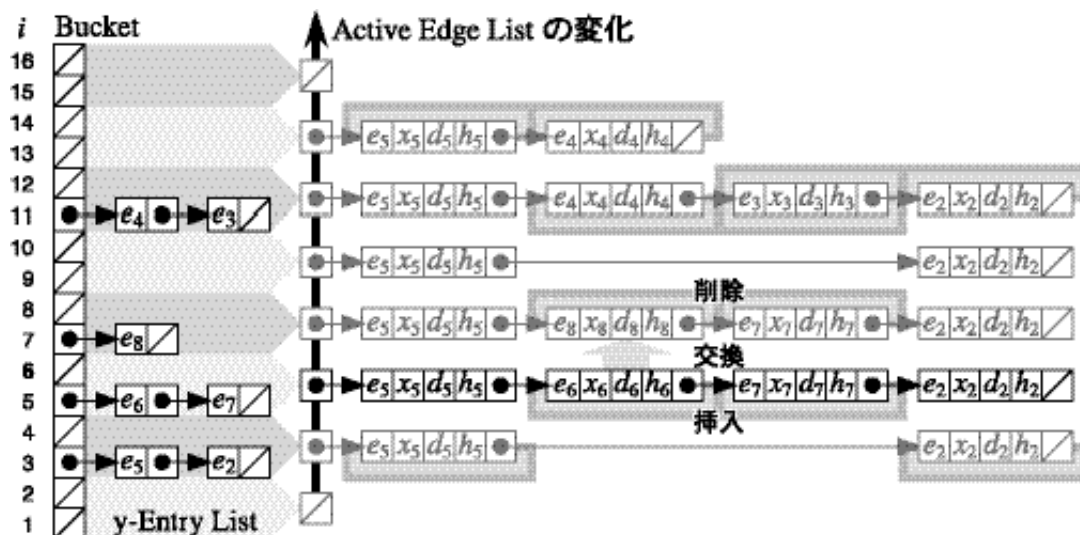 i Bucket Active Edge List の変化
16
15
14 e5 x5 d5 h5 e4 x4 d4 h4
13
12 e5 x5 d5 h5 e4 x4 d4 h4 e3 x3 d3 h3 e2 x2 d2 h2
11 e4 e3
10 e5 x5 d5 h5 e2 x2 d2 h2
9
削除
8 e5 x5 d5 h5 e8 x8 d8 h8 e7 x7 d7 h7 e2 x2 d2 h2
7 e8
交換
6 e5 x5 d5 h5 e6 x6 d6 h6 e7 x7 d7 h7 e2 x2 d2 h2
5 e6 e7
挿入
4 e5 x5 d5 h5 e2 x2 d2 h2
3 e5 e2
2
1 y-Entry List